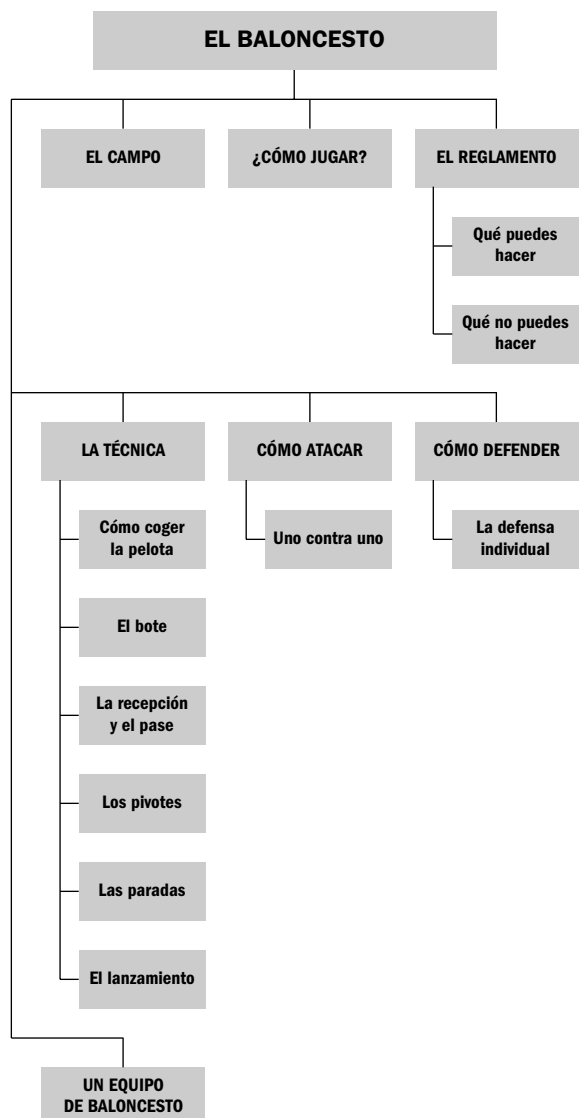 EL BALONCESTO
EL CAMPO
¿CÓMO JUGAR?
EL REGLAMENTO
Qué puedes
hacer
Qué no puedes
hacer
LA TÉCNICA
CÓMO ATACAR
CÓMO DEFENDER
Cómo coger
la pelota
Uno contra uno
La defensa
individual
El bote
La recepción
y el pase
Los pivotes
Las paradas
El lanzamiento
UN EQUIPO
DE BALONCESTO